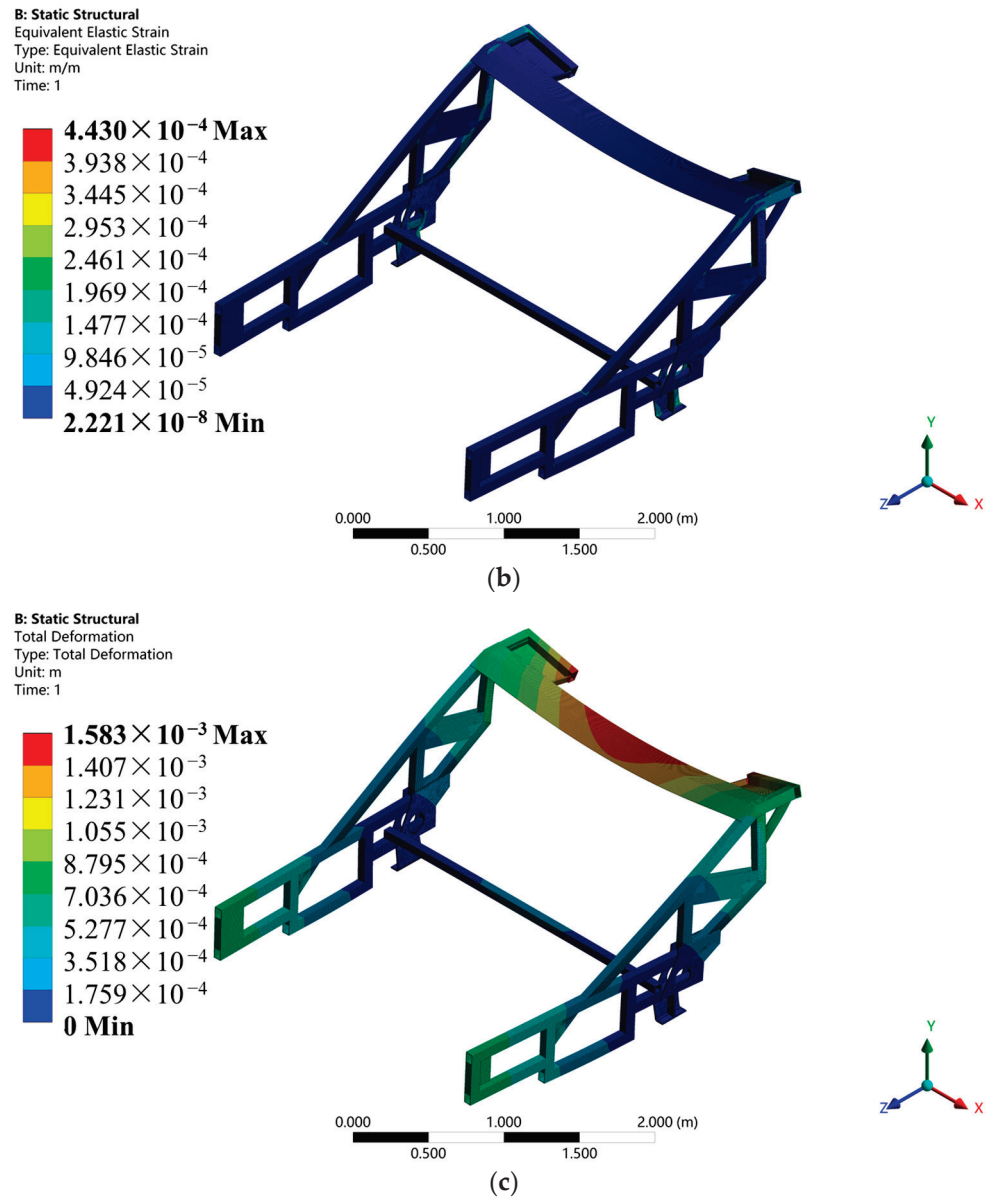 B: Static Structural
Equivalent Elastic Strain
Type: Equivalent Elastic Strain
Unit: m/m
Time: 1
4.430×10⁻⁴ Max
3.938×10⁻⁴
3.445×10⁻⁴
2.953×10⁻⁴
2.461×10⁻⁴
1.969×10⁻⁴
1.477×10⁻⁴
9.846×10⁻⁵
4.924×10⁻⁵
2.221×10⁻⁸ Min
Y
Z X
0.000 1.000 2.000 (m)
0.500 1.500
(b)
B: Static Structural
Total Deformation
Type: Total Deformation
Unit: m
Time: 1
1.583×10⁻³ Max
1.407×10⁻³
1.231×10⁻³
1.055×10⁻³
8.795×10⁻⁴
7.036×10⁻⁴
5.277×10⁻⁴
3.518×10⁻⁴
1.759×10⁻⁴
0 Min
Y
Z X
0.000 1.000 2.000 (m)
0.500 1.500
(c)